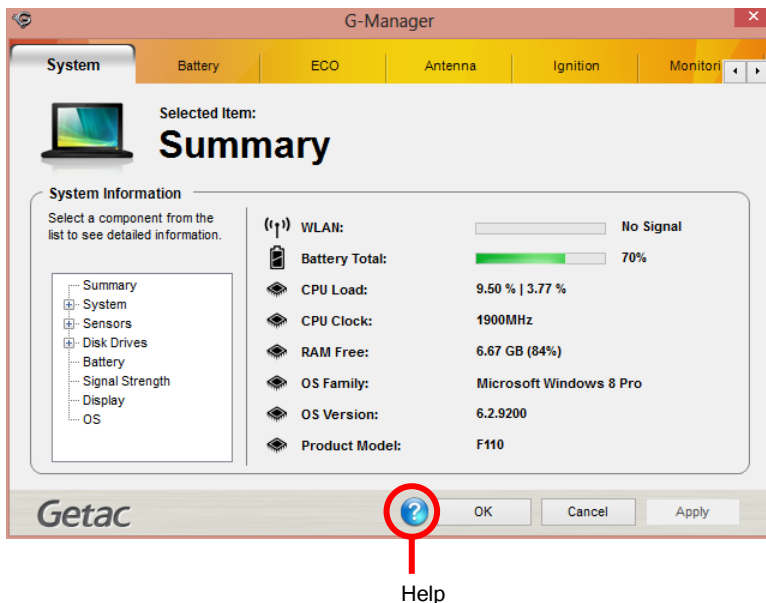 G-Manager
System
Battery
ECO
Antenna
Ignition
Monitori
Selected Item:
Summary
System Information
Select a component from the
list to see detailed information.
Summary
System
Sensors
Disk Drives
Battery
Signal Strength
Display
OS
WLAN: No Signal
Battery Total: 70%
CPU Load: 9.50 % | 3.77 %
CPU Clock: 1900MHz
RAM Free: 6.67 GB (84%)
OS Family: Microsoft Windows 8 Pro
OS Version: 6.2.9200
Product Model: F110
Getac
?
OK
Cancel
Apply
Help